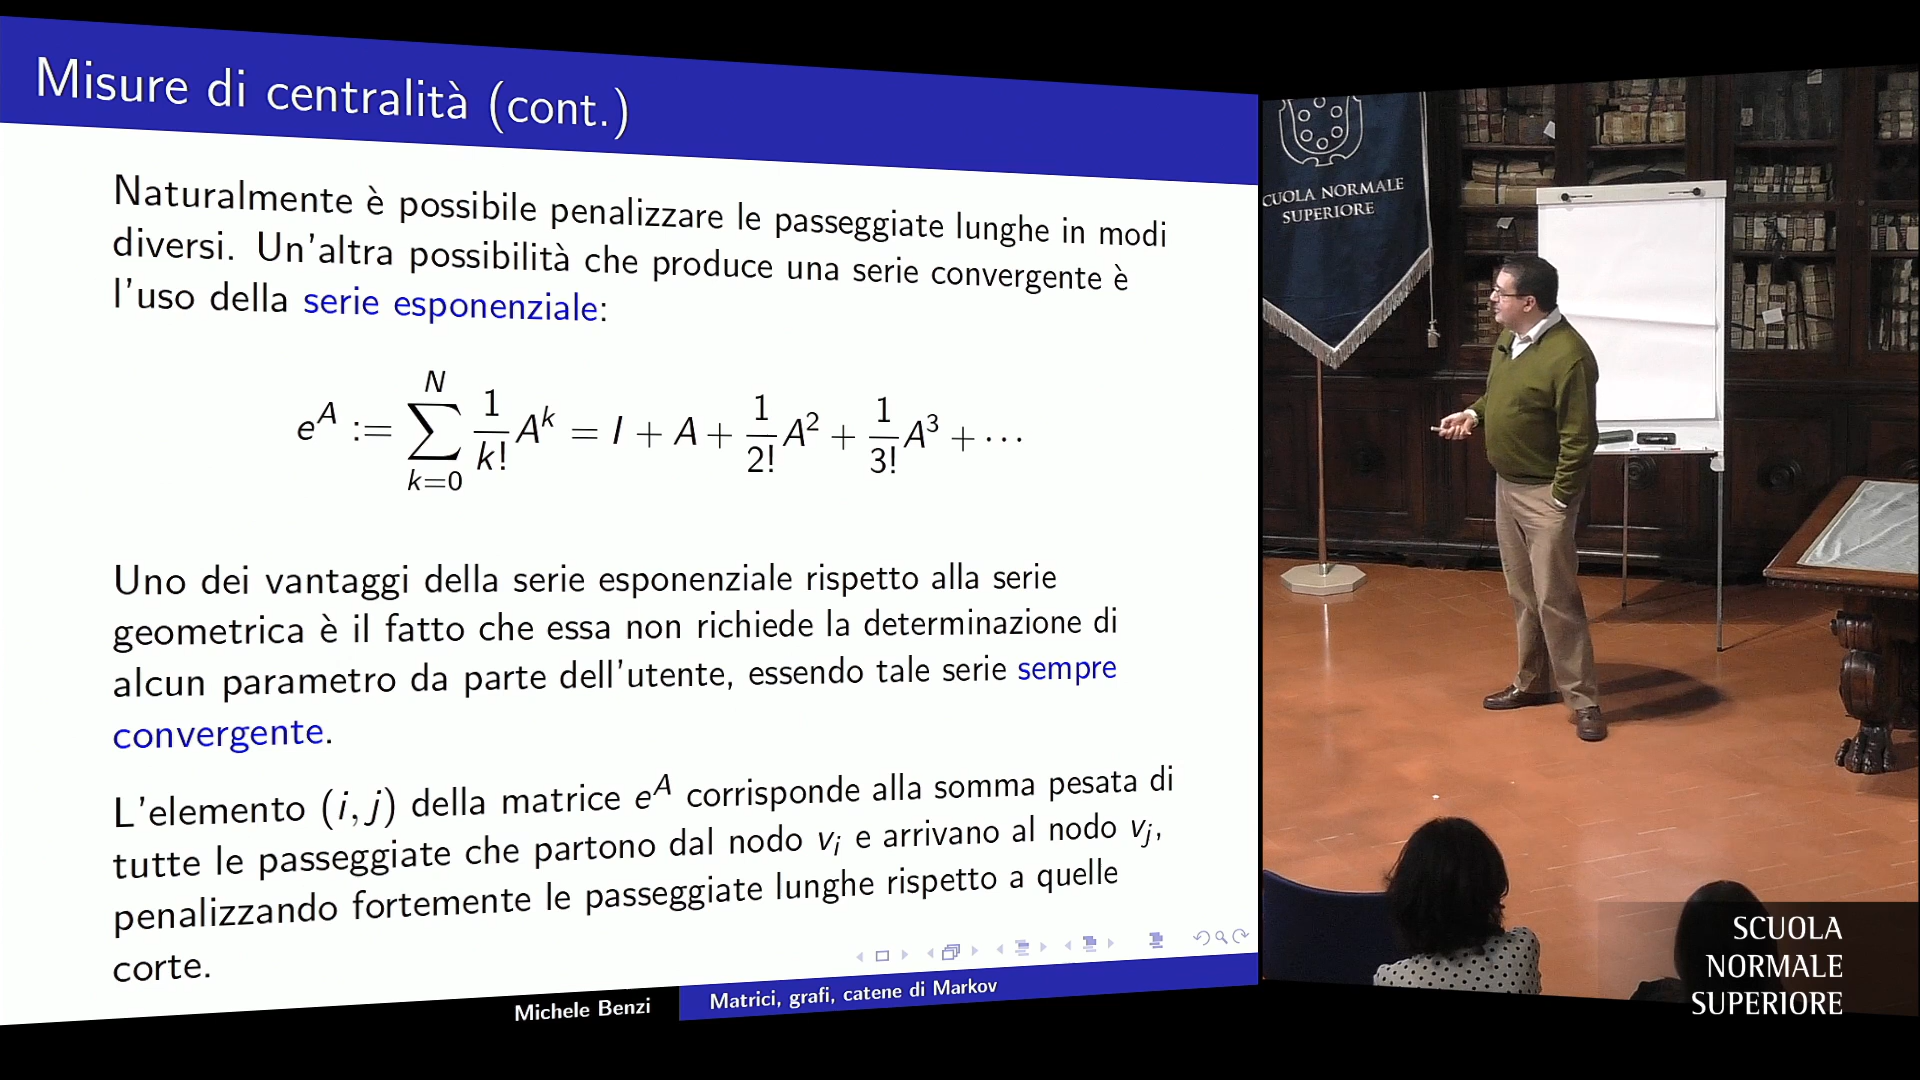 Misure di centralità (cont.)
Naturalmente è possibile penalizzare le passeggiate lunghe in modi
diversi. Un'altra possibilità che produce una serie convergente è
l'uso della serie esponenziale:
e^A := \sum_{k=0}^{N} \frac{1}{k!} A^k = I + A + \frac{1}{2!} A^2 + \frac{1}{3!} A^3 + ···
Uno dei vantaggi della serie esponenziale rispetto alla serie
geometrica è il fatto che essa non richiede la determinazione di
alcun parametro da parte dell'utente, essendo tale serie sempre
convergente.
L'elemento (i, j) della matrice e^A corrisponde alla somma pesata di
tutte le passeggiate che partono dal nodo v_i e arrivano al nodo v_j,
penalizzando fortemente le passeggiate lunghe rispetto a quelle
corte.
Michele Benzi
Matrici, grafi, catene di Markov
CUOLA NORMALE
SUPERIORE
SCUOLA
NORMALE
SUPERIORE